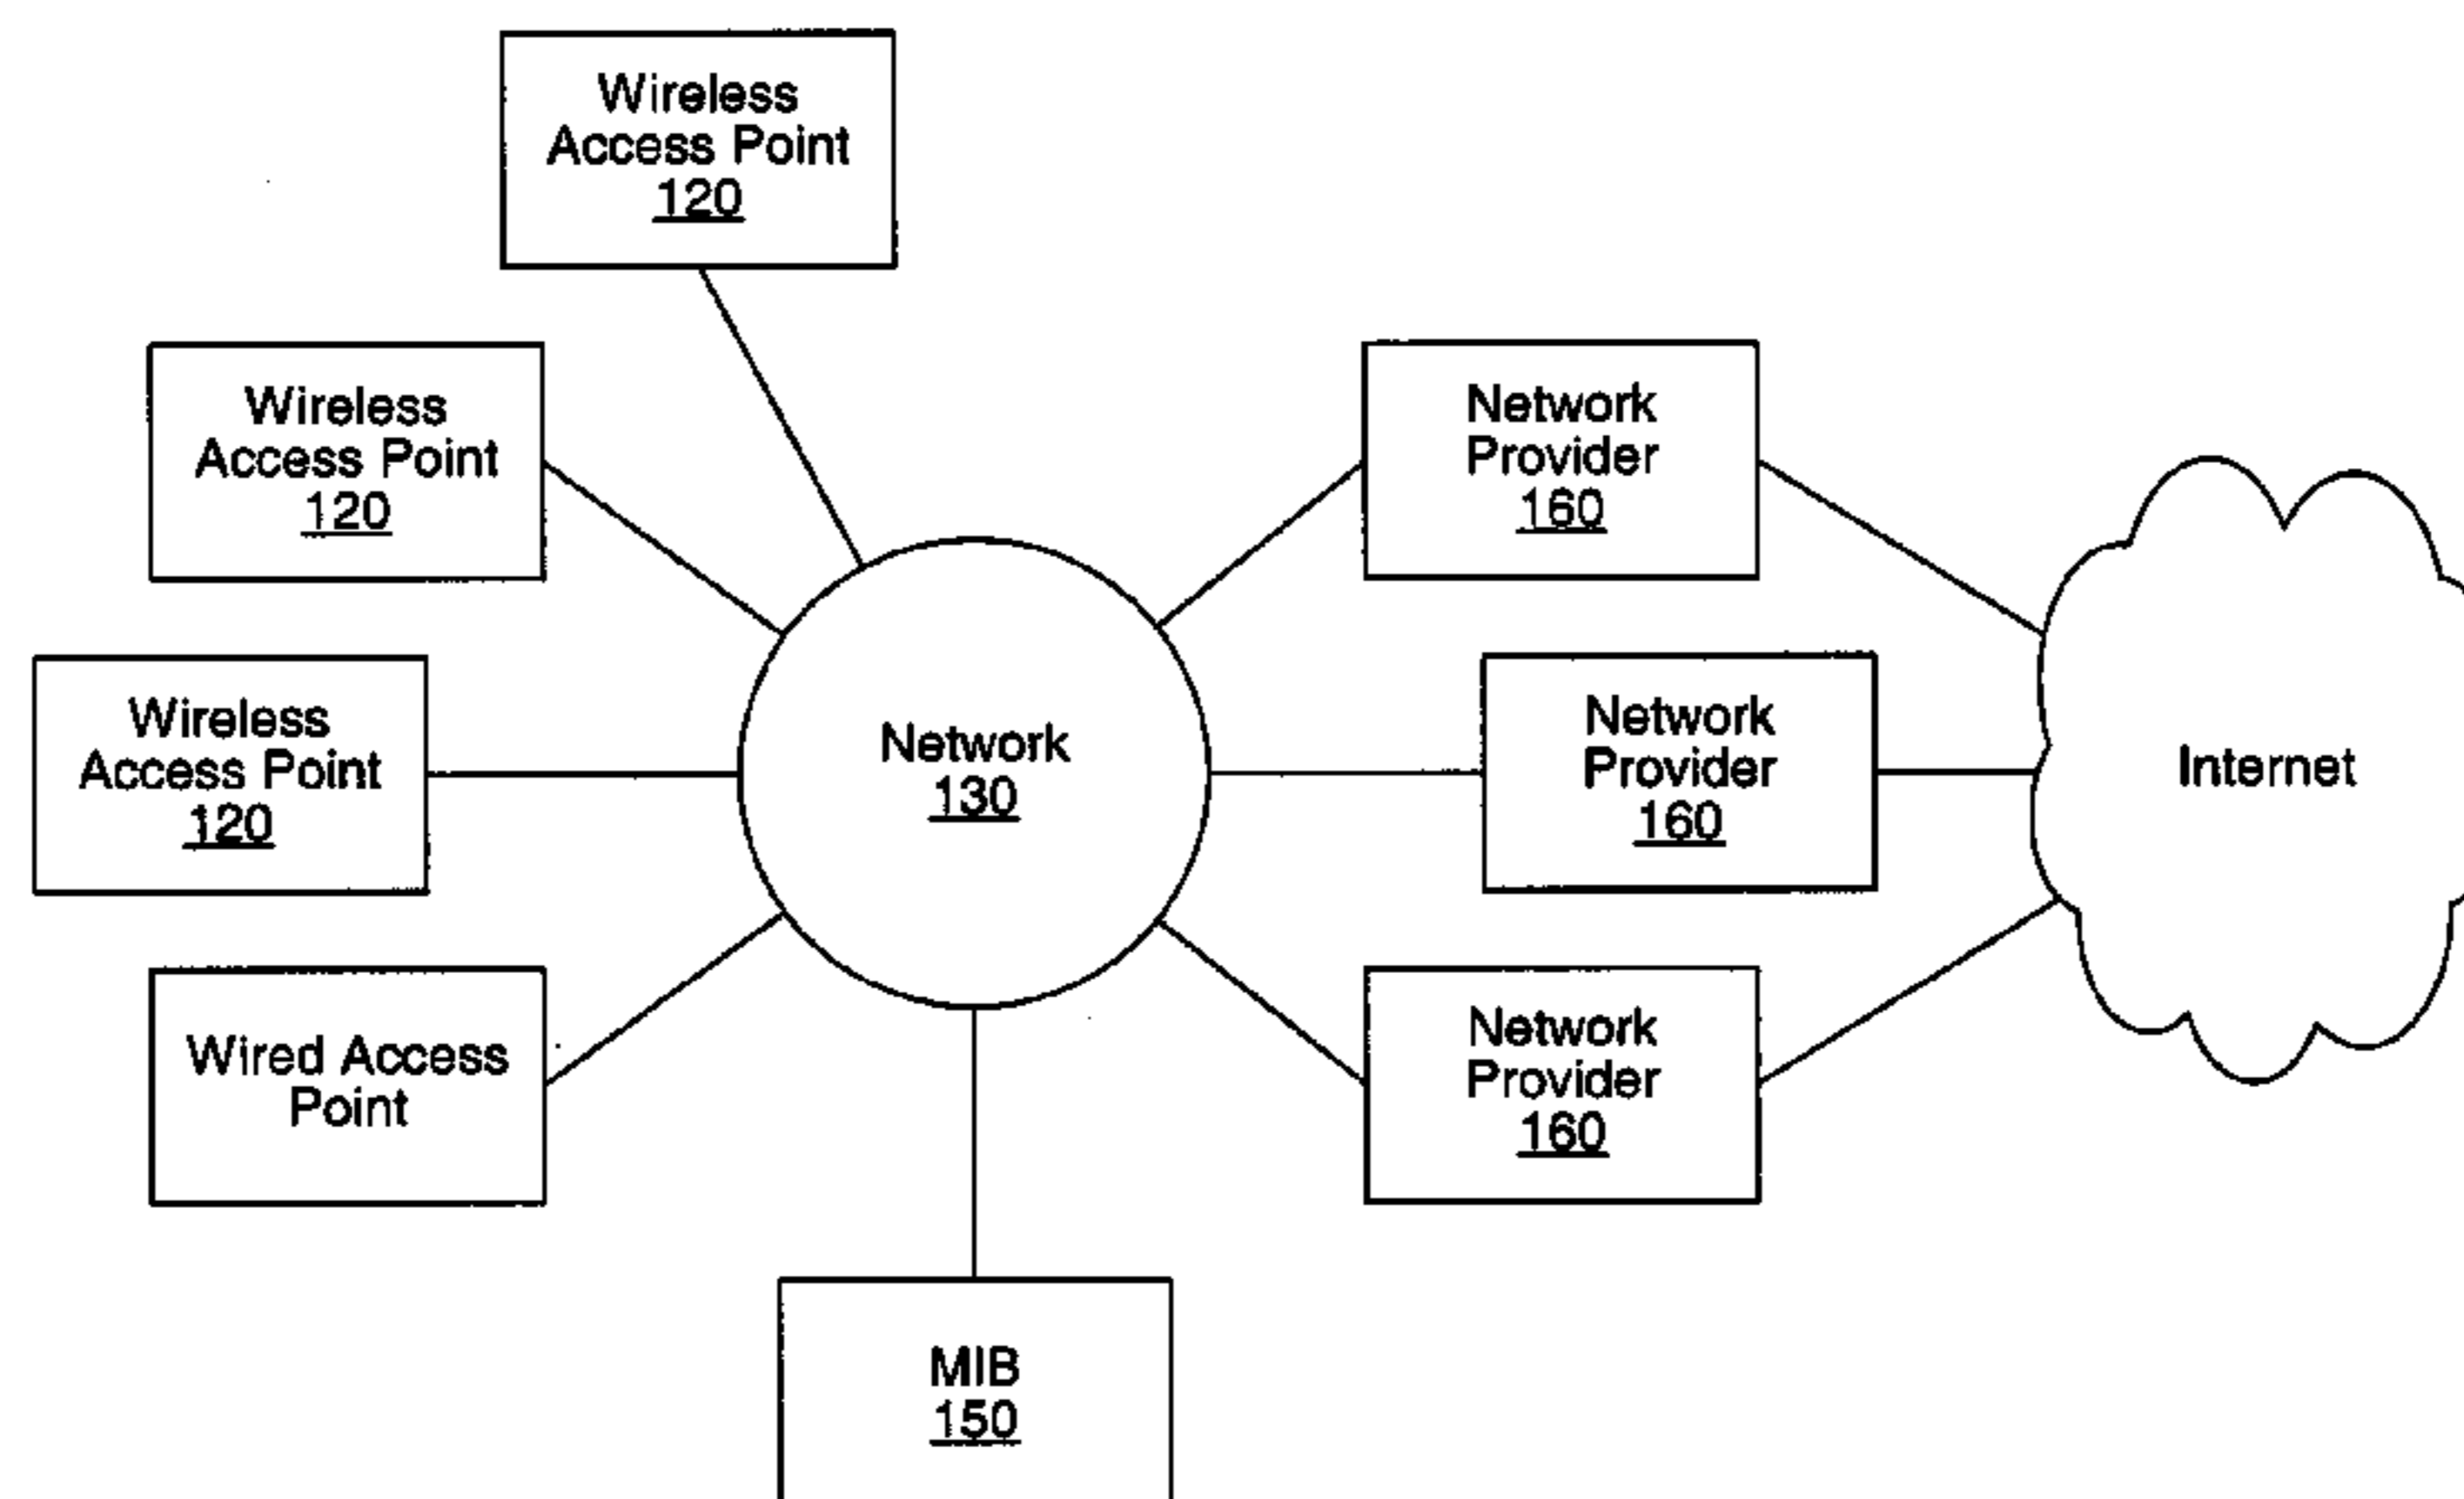 Wireless
Access Point
120
Wireless
Access Point
120
Network
Provider
160
Wireless
Access Point
120
Network
130
Network
Provider
160
Internet
Wired Access
Point
Network
Provider
160
MIB
150